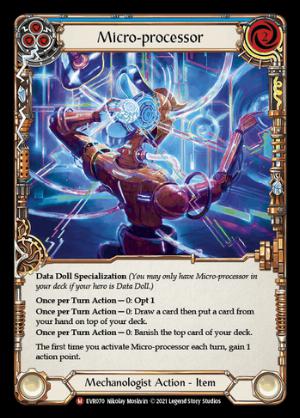 Micro-processor
2
Data Doll Specialization (You may only have Micro-processor in
your deck if your hero is Data Doll.)
Once per Turn Action — 0: Opt 1
Once per Turn Action — 0: Draw a card then put a card from
your hand on top of your deck.
Once per Turn Action — 0: Banish the top card of your deck.
The first time you activate Micro-processor each turn, gain 1
action point.
Mechanologist Action - Item
M EVR070 Nikolay Moskvin © 2021 Legend Story Studios